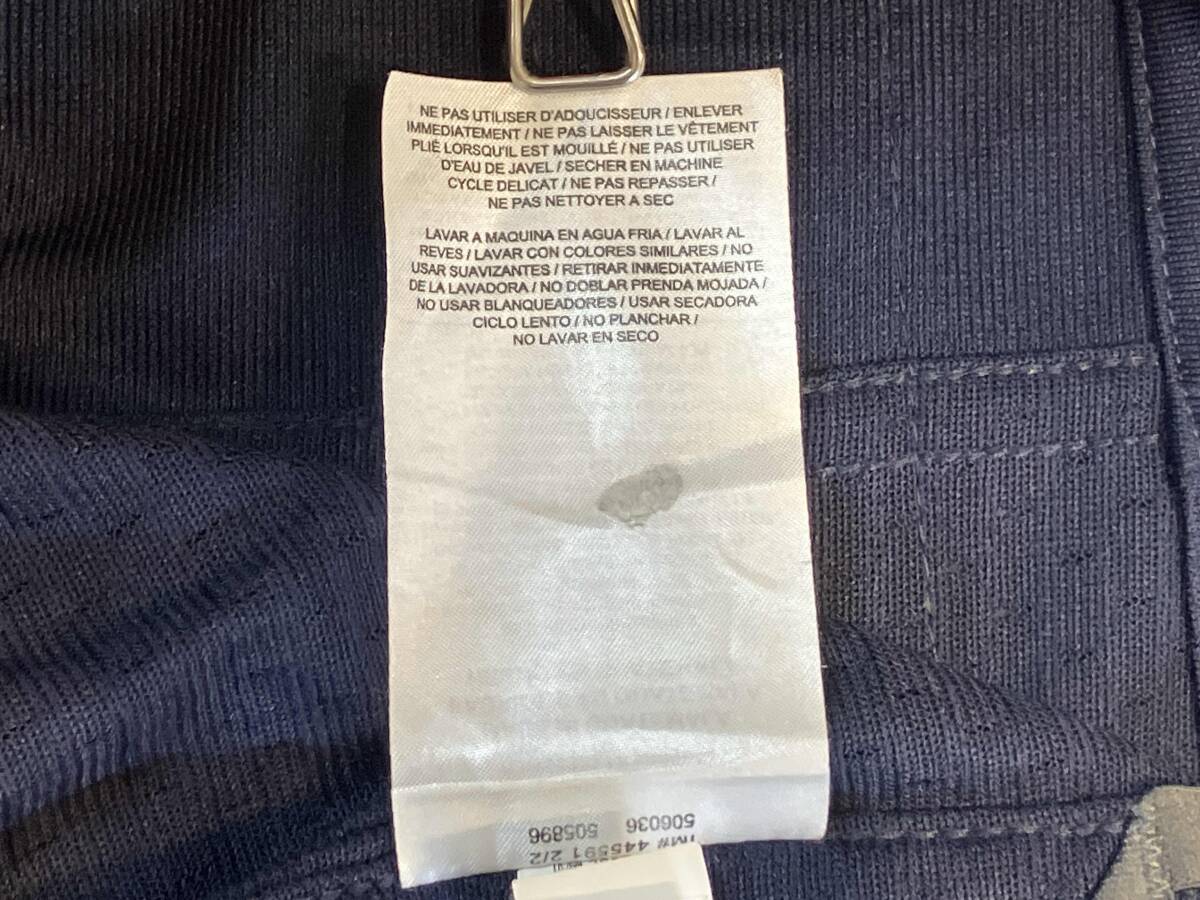 NE PAS UTILISER D'ADOUCISSEUR / ENLEVER
IMMEDIATEMENT / NE PAS LAISSER LE VÊTEMENT
PLIÉ LORSQU'IL EST MOUILLÉ / NE PAS UTILISER
D'EAU DE JAVEL / SECHER EN MACHINE
CYCLE DELICAT / NE PAS REPASSER /
NE PAS NETTOYER A SEC
LAVAR A MAQUINA EN AGUA FRIA / LAVAR AL
REVES / LAVAR CON COLORES SIMILARES / NO
USAR SUAVIZANTES / RETIRAR INMEDIATAMENTE
DE LA LAVADORA / NO DOBLAR PRENDA MOJADA /
NO USAR BLANQUEADORES / USAR SECADORA
CICLO LENTO / NO PLANCHAR /
NO LAVAR EN SECO
506036 505896
TM# 445591 2/2